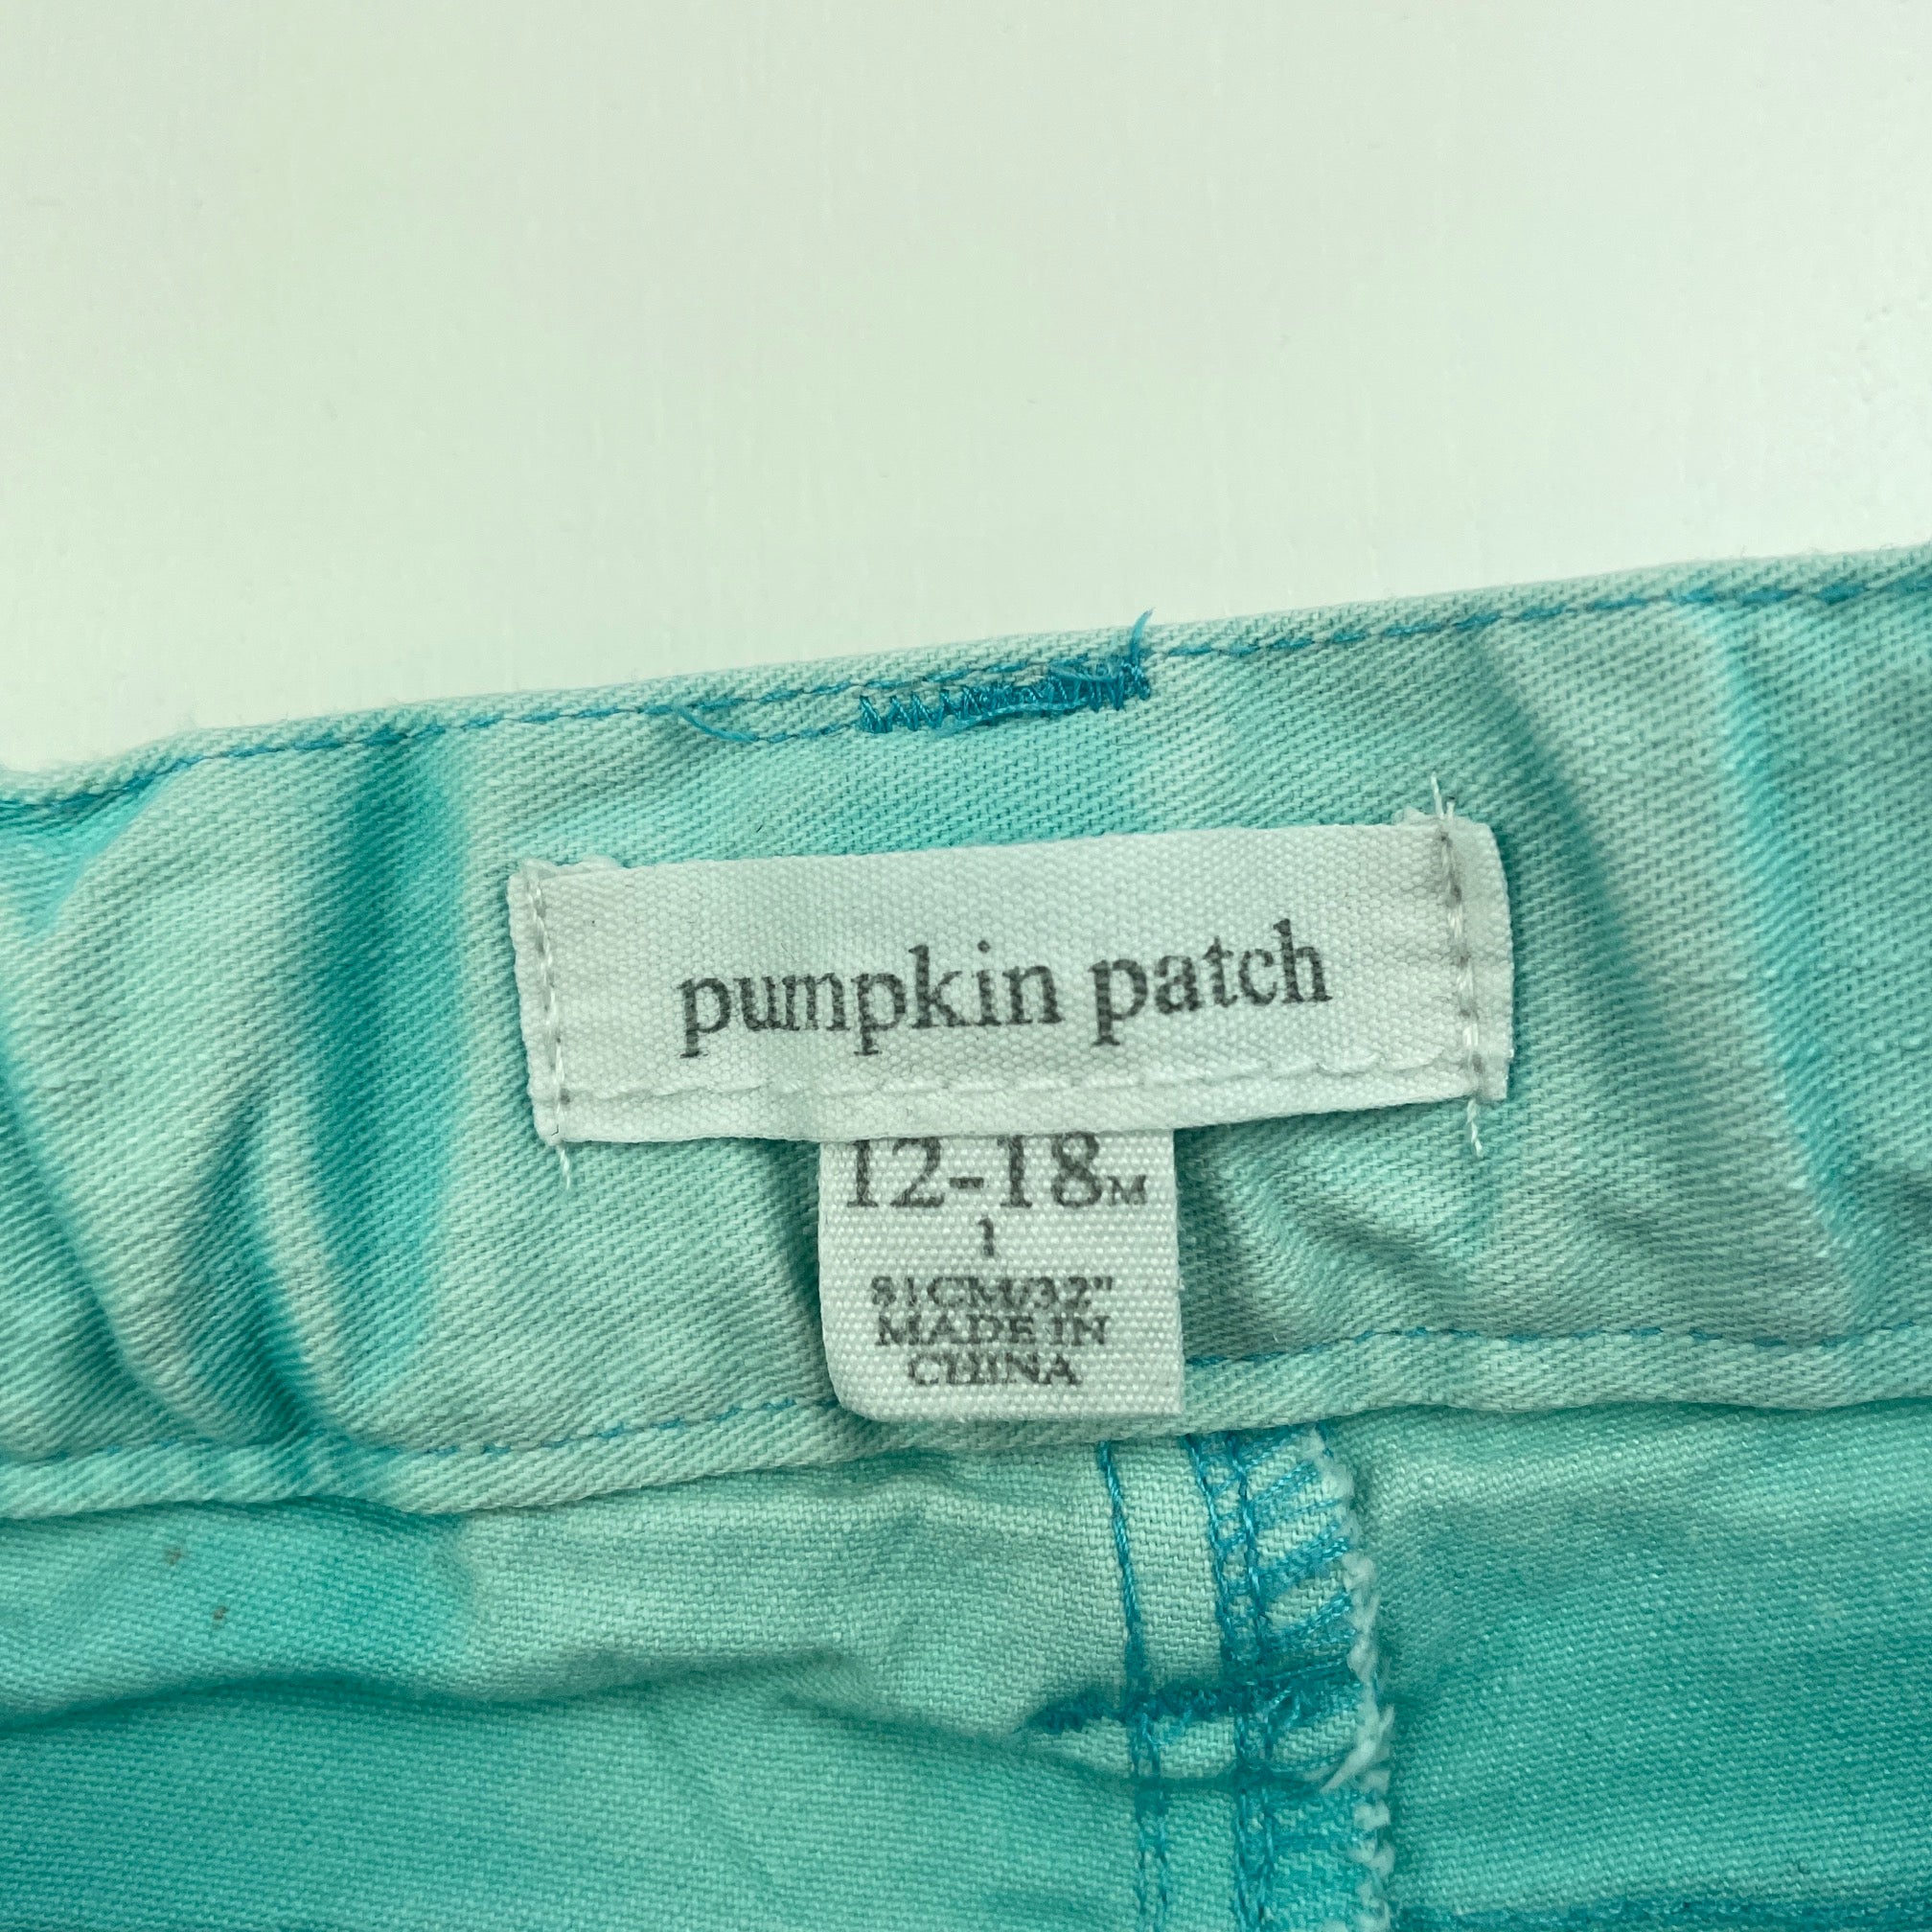 pumpkin patch
12-18M
1
81CM/32"
MADE IN
CHINA